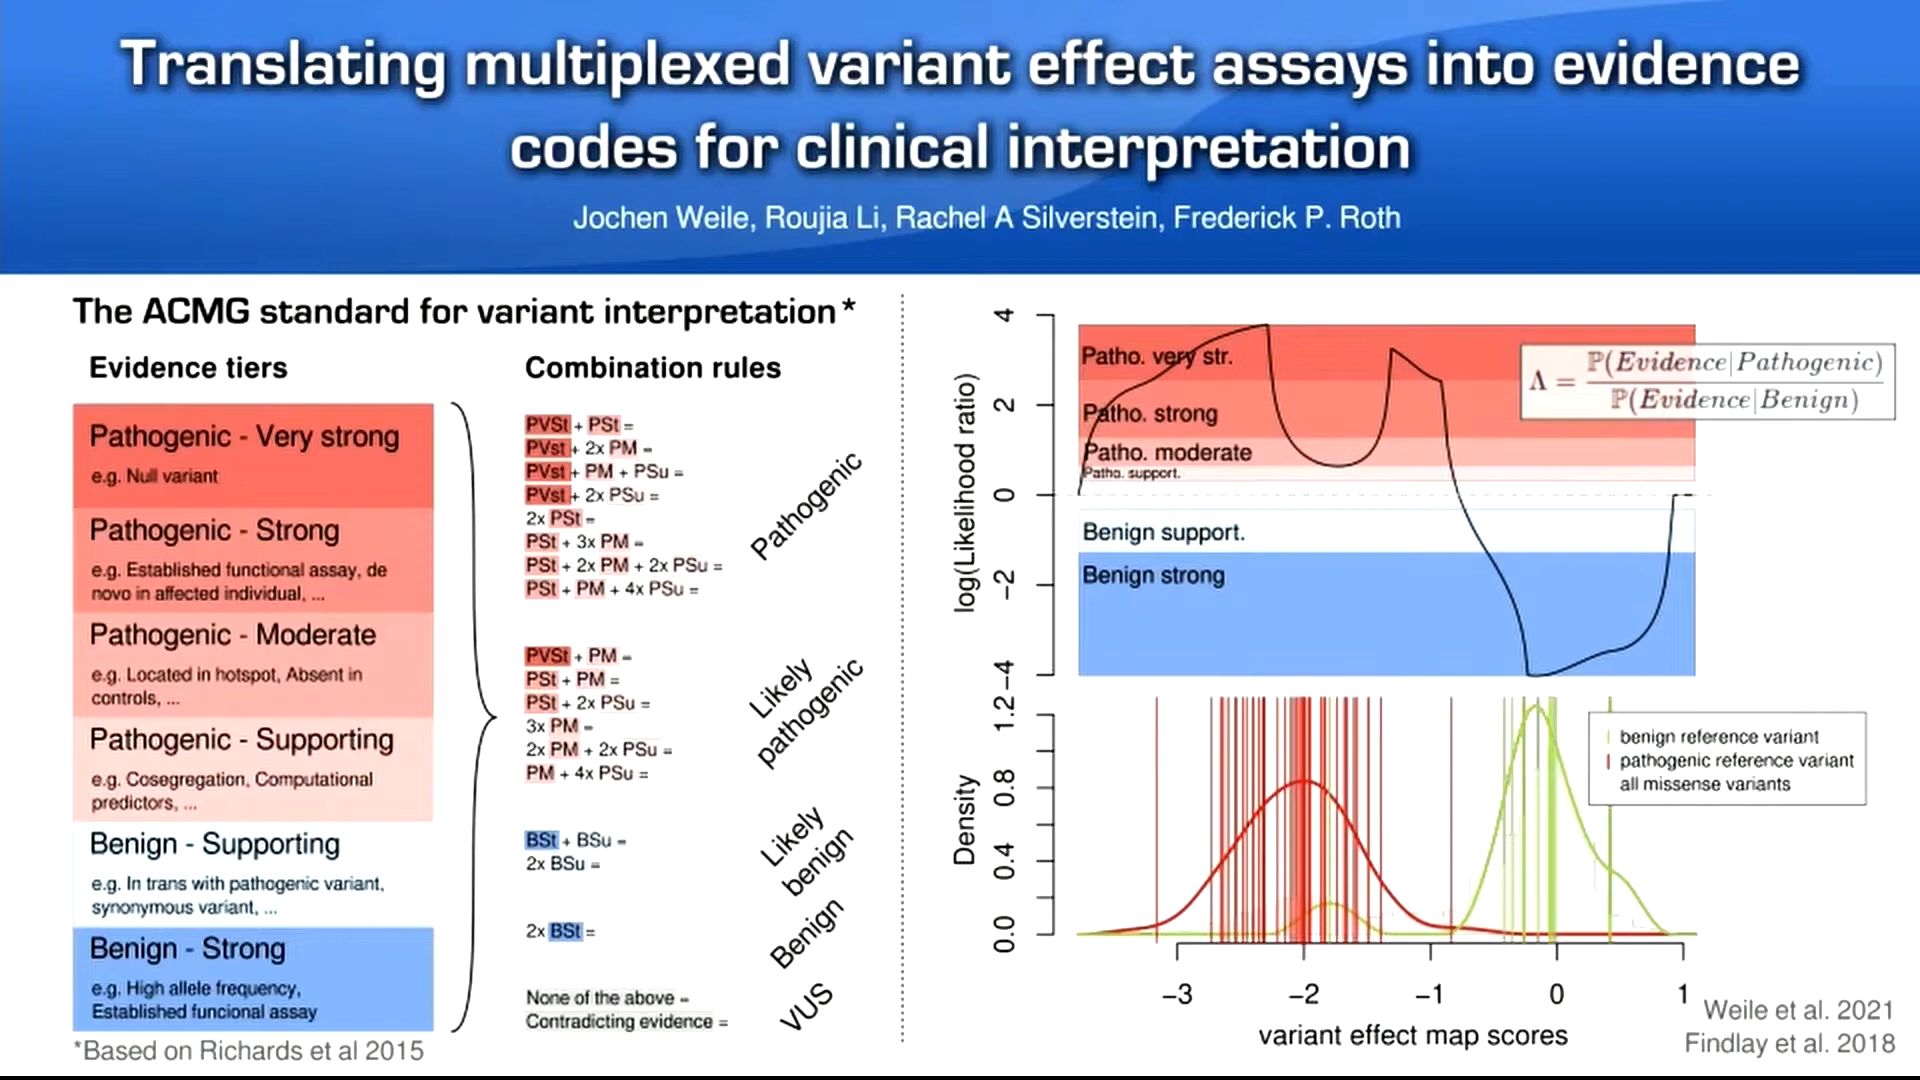 Translating multiplexed variant effect assays into evidence
codes for clinical interpretation
Jochen Weile, Roujia Li, Rachel A Silverstein, Frederick P. Roth
The ACMG standard for variant interpretation*
Evidence tiers
Pathogenic - Very strong
e.g. Null variant
Pathogenic - Strong
e.g. Established functional assay, de
novo in affected individual, ...
Pathogenic - Moderate
e.g. Located in hotspot, Absent in
controls, ...
Pathogenic - Supporting
e.g. Cosegregation, Computational
predictors, ...
Benign - Supporting
e.g. In trans with pathogenic variant,
synonymous variant, ...
Benign - Strong
e.g. High allele frequency,
Established funcional assay
*Based on Richards et al 2015
Combination rules
PVSt + PSt =
PVst + 2x PM =
PVst + PM + PSu =
PVst + 2x PSu =
2x PSt =
PSt + 3x PM =
PSt + 2x PM + 2x PSu =
PSt + PM + 4x PSu =
Pathogenic
PVSt + PM =
PSt + PM =
PSt + 2x PSu =
3x PM =
2x PM + 2x PSu =
PM + 4x PSu =
Likely
pathogenic
BSt + BSu =
2x BSu =
Likely
benign
2x BSt =
Benign
None of the above =
Contradicting evidence =
VUS
log(Likelihood ratio)
4
2
0
−2
−4
Patho. very str.
Patho. strong
Patho. moderate
Patho. support.
Benign support.
Benign strong
Λ = ℙ(Evidence|Pathogenic)
ℙ(Evidence|Benign)
Density
1.2
0.8
0.4
0.0
benign reference variant
pathogenic reference variant
all missense variants
−3 −2 −1 0 1
variant effect map scores
Weile et al. 2021
Findlay et al. 2018